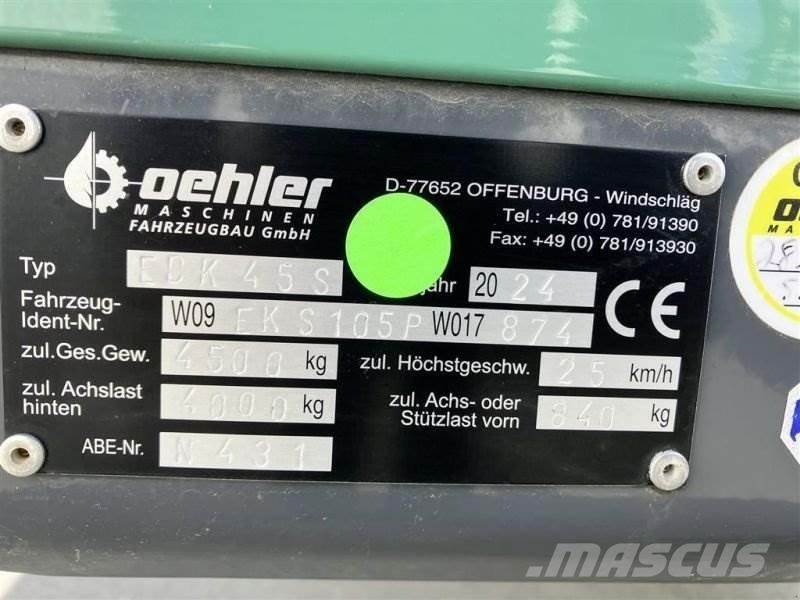 oehler
MASCHINEN
FAHRZEUGBAU GmbH
D-77652 OFFENBURG - Windschläg
Tel.: +49 (0) 781/91390
Fax: +49 (0) 781/913930
Typ EDK 45 S jahr 20 24
Fahrzeug-
Ident-Nr. W09 EKS105P W017 874
zul.Ges.Gew. 4500 kg zul. Höchstgeschw. 25 km/h
zul. Achslast
hinten 4000 kg
zul. Achs- oder
Stützlast vorn 840 kg
ABE-Nr. N 431
CE
MASCUS